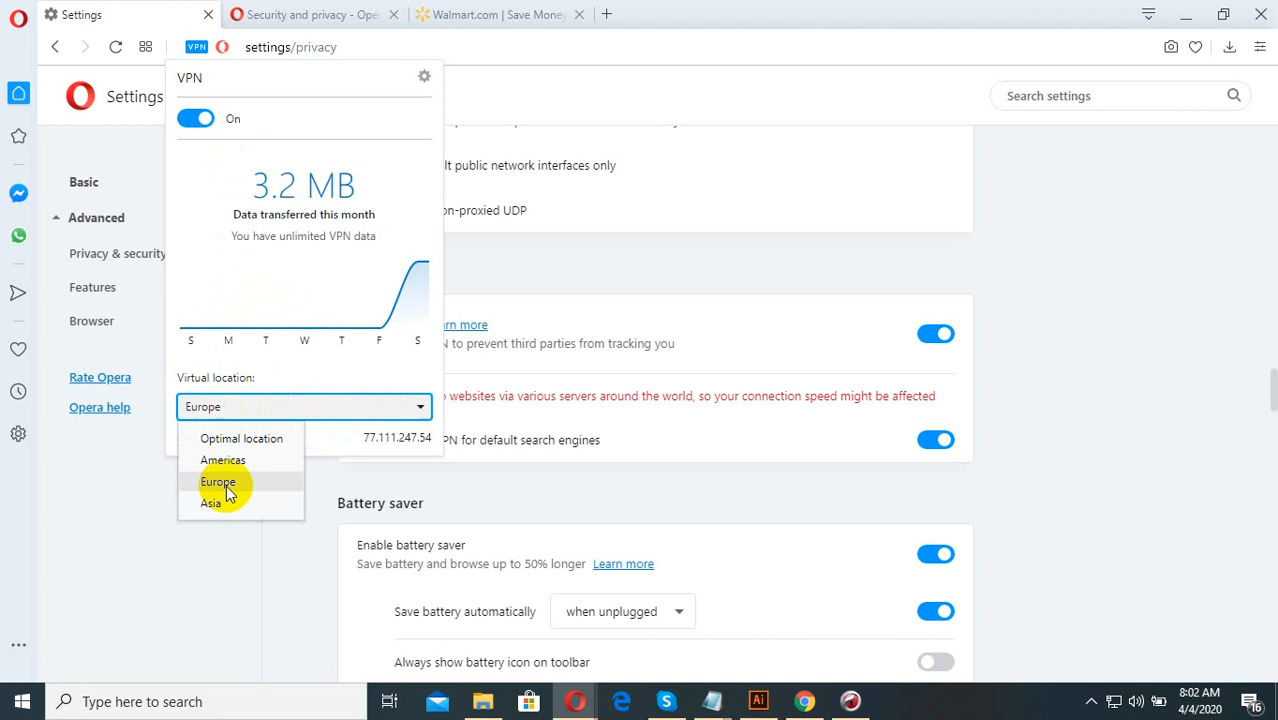 Settings
Security and privacy - Ope
Walmart.com | Save Money
VPN
settings/privacy
Settings
Search settings
VPN
On
3.2 MB
Data transferred this month
You have unlimited VPN data
S M T W T F S
Virtual location:
Europe
77.111.247.54
Optimal location
Americas
Europe
Asia
Basic
Advanced
Privacy & security
Features
Browser
Rate Opera
Opera help
lt public network interfaces only
on-proxied UDP
rn more
N to prevent third parties from tracking you
o websites via various servers around the world, so your connection speed might be affected
PN for default search engines
Battery saver
Enable battery saver
Save battery and browse up to 50% longer Learn more
Save battery automatically when unplugged
Always show battery icon on toolbar
Type here to search
Ai
8:02 AM
4/4/2020
16